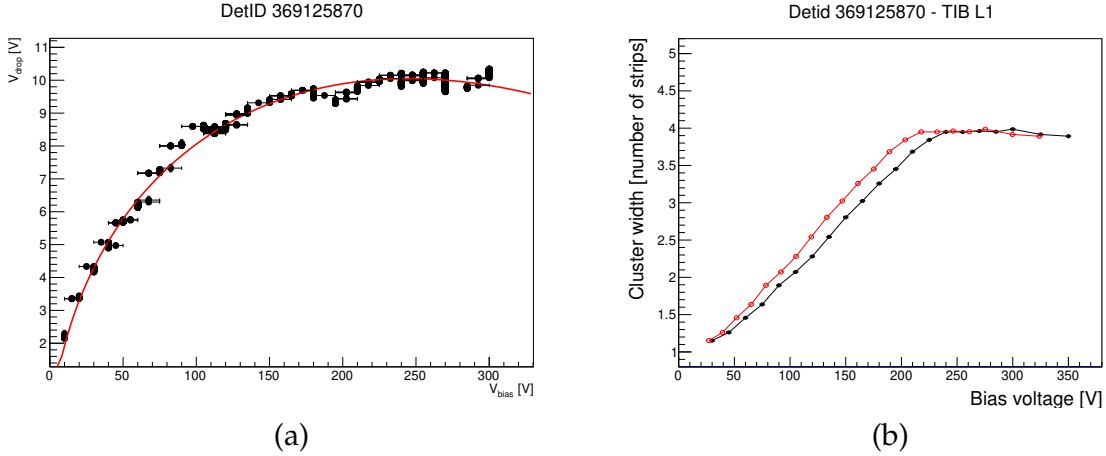 DetID 369125870
V_drop [V]
11
10
9
8
7
6
5
4
3
2
0 50 100 150 200 250 300
V_bias [V]
(a)
Detid 369125870 - TIB L1
Cluster width [number of strips]
5
4.5
4
3.5
3
2.5
2
1.5
1
0 50 100 150 200 250 300 350
Bias voltage [V]
(b)